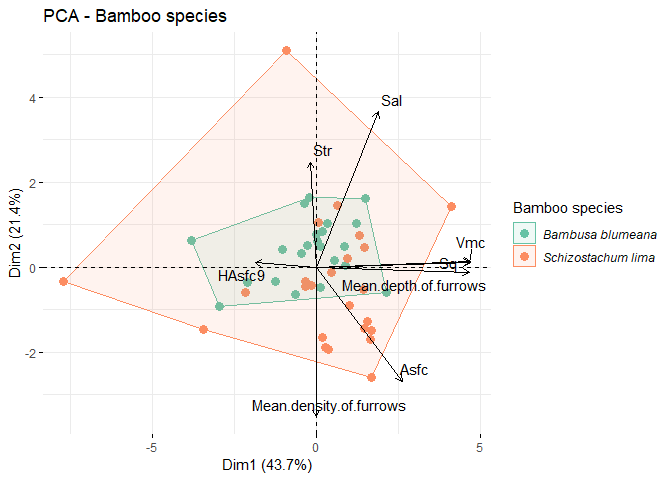 PCA - Bamboo species
Sal
Str
Vmc
Sq
HAsfc9
Mean.depth.of.furrows
Asfc
Mean.density.of.furrows
4
2
0
-2
Dim2 (21.4%)
-5
0
5
Dim1 (43.7%)
Bamboo species
Bambusa blumeana
Schizostachum lima